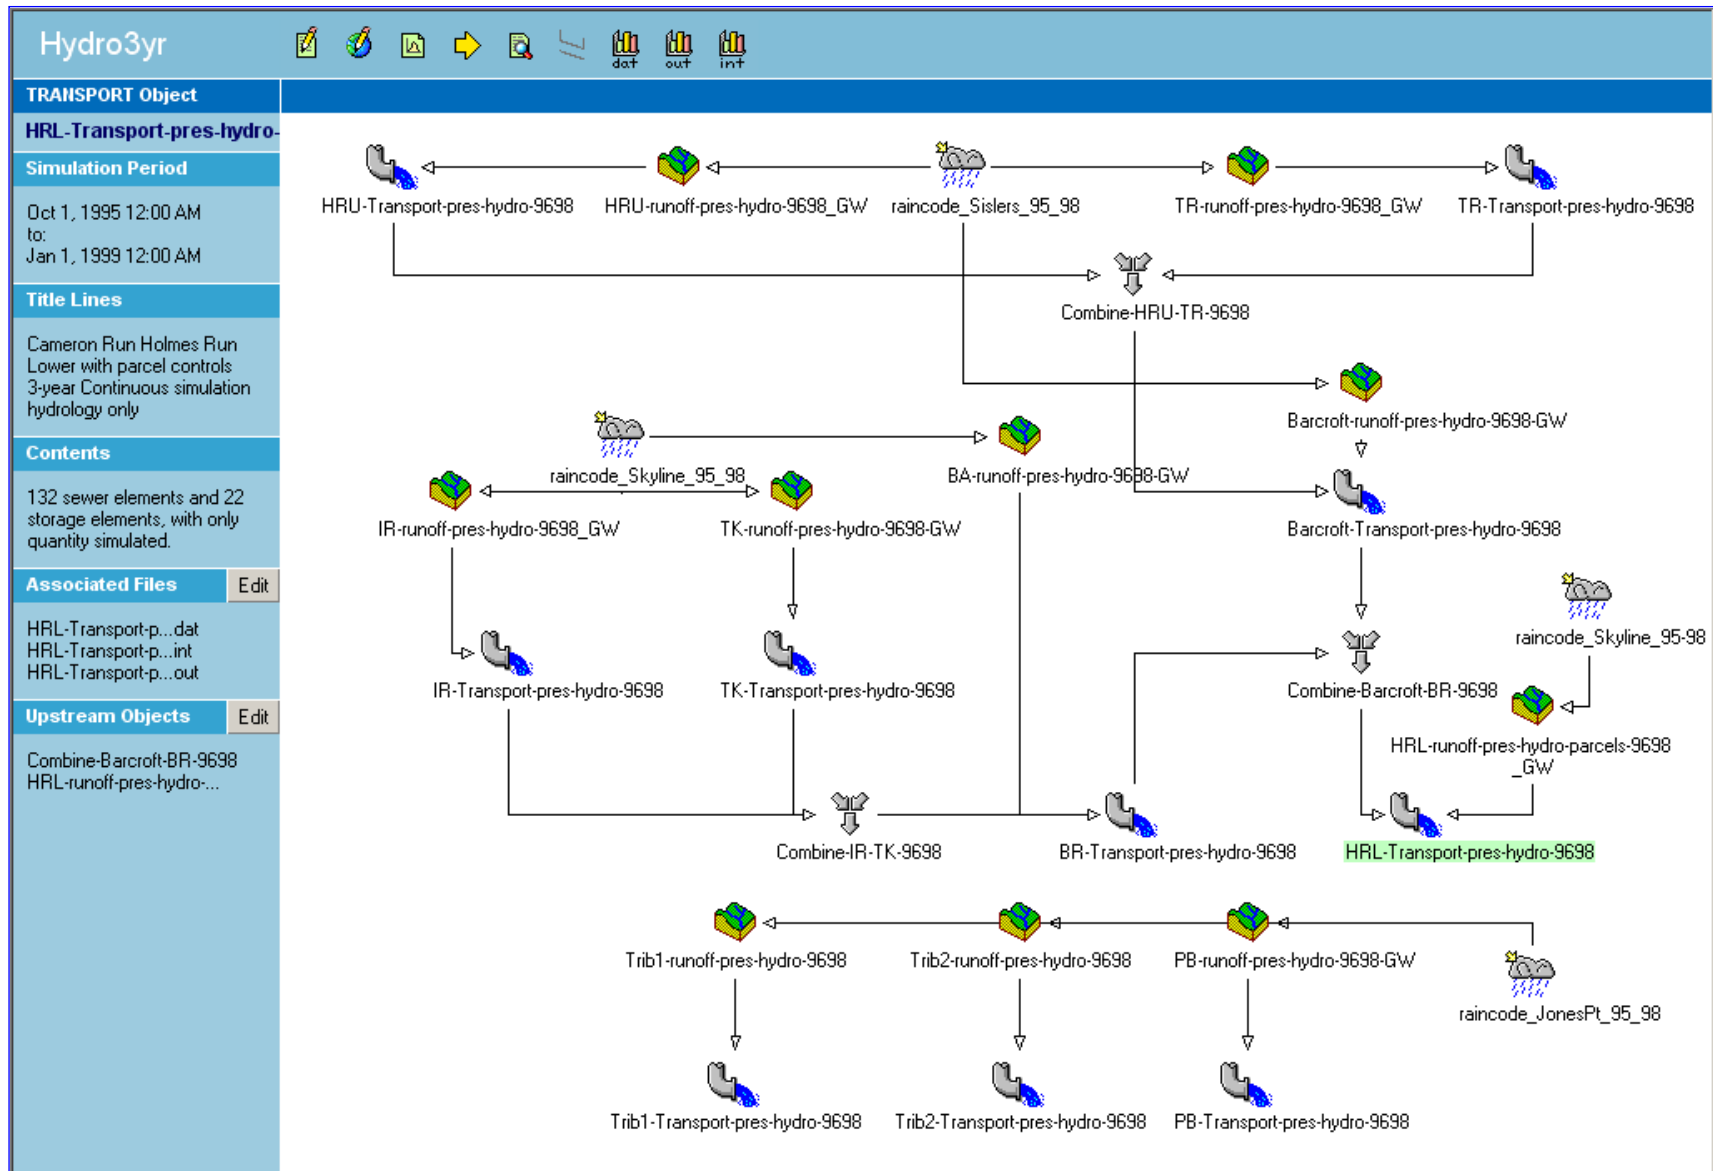 Hydro3yr
dat
out
int
TRANSPORT Object
HRL-Transport-pres-hydro-
Simulation Period
Oct 1, 1995 12:00 AM
to:
Jan 1, 1999 12:00 AM
Title Lines
Cameron Run Holmes Run
Lower with parcel controls
3-year Continuous simulation
hydrology only
Contents
132 sewer elements and 22
storage elements, with only
quantity simulated.
Associated Files
Edit
HRL-Transport-p...dat
HRL-Transport-p...int
HRL-Transport-p...out
Upstream Objects
Edit
Combine-Barcroft-BR-9698
HRL-runoff-pres-hydro-...
HRU-Transport-pres-hydro-9698
HRU-runoff-pres-hydro-9698_GW
raincode_Sislers_95_98
TR-runoff-pres-hydro-9698_GW
TR-Transport-pres-hydro-9698
Combine-HRU-TR-9698
Barcroft-runoff-pres-hydro-9698-GW
raincode_Skyline_95_98
BA-runoff-pres-hydro-9698-GW
IR-runoff-pres-hydro-9698_GW
TK-runoff-pres-hydro-9698-GW
Barcroft-Transport-pres-hydro-9698
raincode_Skyline_95-98
IR-Transport-pres-hydro-9698
TK-Transport-pres-hydro-9698
Combine-Barcroft-BR-9698
HRL-runoff-pres-hydro-parcels-9698
_GW
Combine-IR-TK-9698
BR-Transport-pres-hydro-9698
HRL-Transport-pres-hydro-9698
Trib1-runoff-pres-hydro-9698
Trib2-runoff-pres-hydro-9698
PB-runoff-pres-hydro-9698-GW
raincode_JonesPt_95_98
Trib1-Transport-pres-hydro-9698
Trib2-Transport-pres-hydro-9698
PB-Transport-pres-hydro-9698